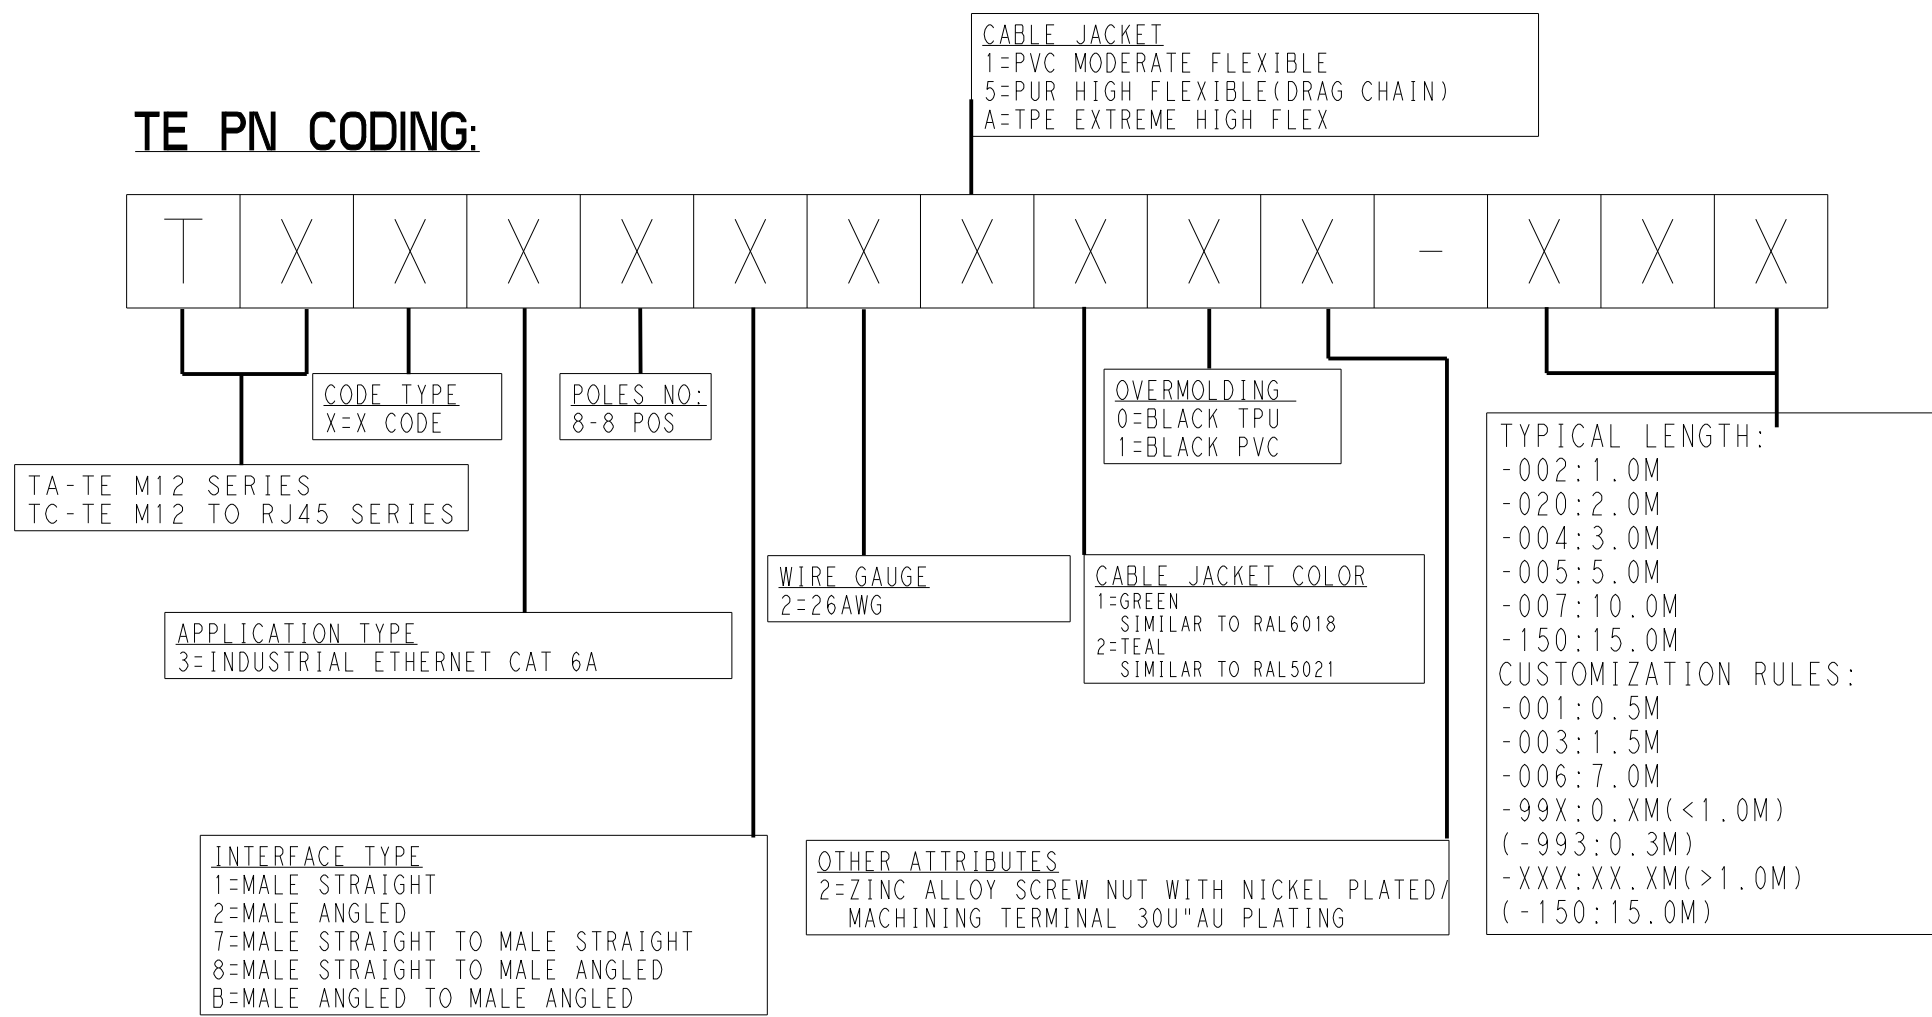 CABLE JACKET
1=PVC MODERATE FLEXIBLE
5=PUR HIGH FLEXIBLE(DRAG CHAIN)
A=TPE EXTREME HIGH FLEX
TE PN CODING:
T X X X X X X X X X X - X X X
CODE TYPE
X=X CODE
POLES NO:
8-8 POS
OVERMOLDING
0=BLACK TPU
1=BLACK PVC
TA-TE M12 SERIES
TC-TE M12 TO RJ45 SERIES
WIRE GAUGE
2=26AWG
CABLE JACKET COLOR
1=GREEN
SIMILAR TO RAL6018
2=TEAL
SIMILAR TO RAL5021
APPLICATION TYPE
3=INDUSTRIAL ETHERNET CAT 6A
TYPICAL LENGTH:
-002:1.0M
-020:2.0M
-004:3.0M
-005:5.0M
-007:10.0M
-150:15.0M
CUSTOMIZATION RULES:
-001:0.5M
-003:1.5M
-006:7.0M
-99X:0.XM(<1.0M)
(-993:0.3M)
-XXX:XX.XM(>1.0M)
(-150:15.0M)
INTERFACE TYPE
1=MALE STRAIGHT
2=MALE ANGLED
7=MALE STRAIGHT TO MALE STRAIGHT
8=MALE STRAIGHT TO MALE ANGLED
B=MALE ANGLED TO MALE ANGLED
OTHER ATTRIBUTES
2=ZINC ALLOY SCREW NUT WITH NICKEL PLATED/
MACHINING TERMINAL 30U"AU PLATING